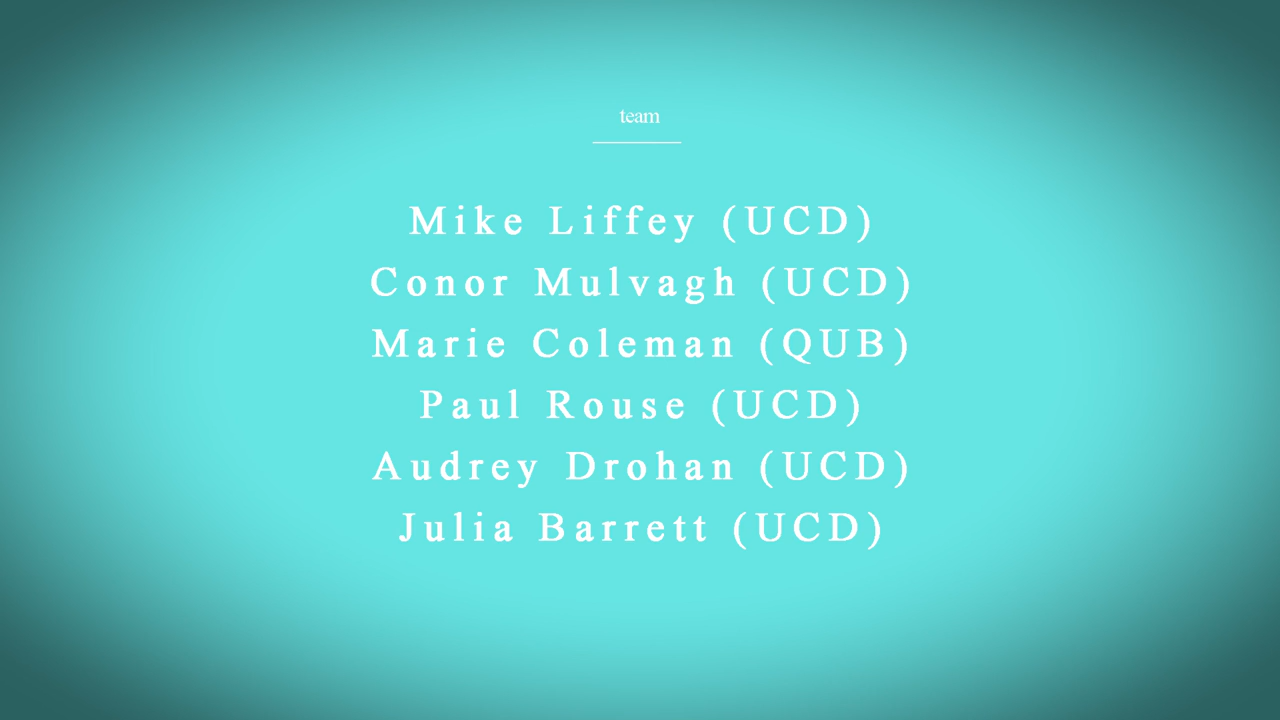 team
Mike Liffey (UCD)
Conor Mulvagh (UCD)
Marie Coleman (QUB)
Paul Rouse (UCD)
Audrey Drohan (UCD)
Julia Barrett (UCD)